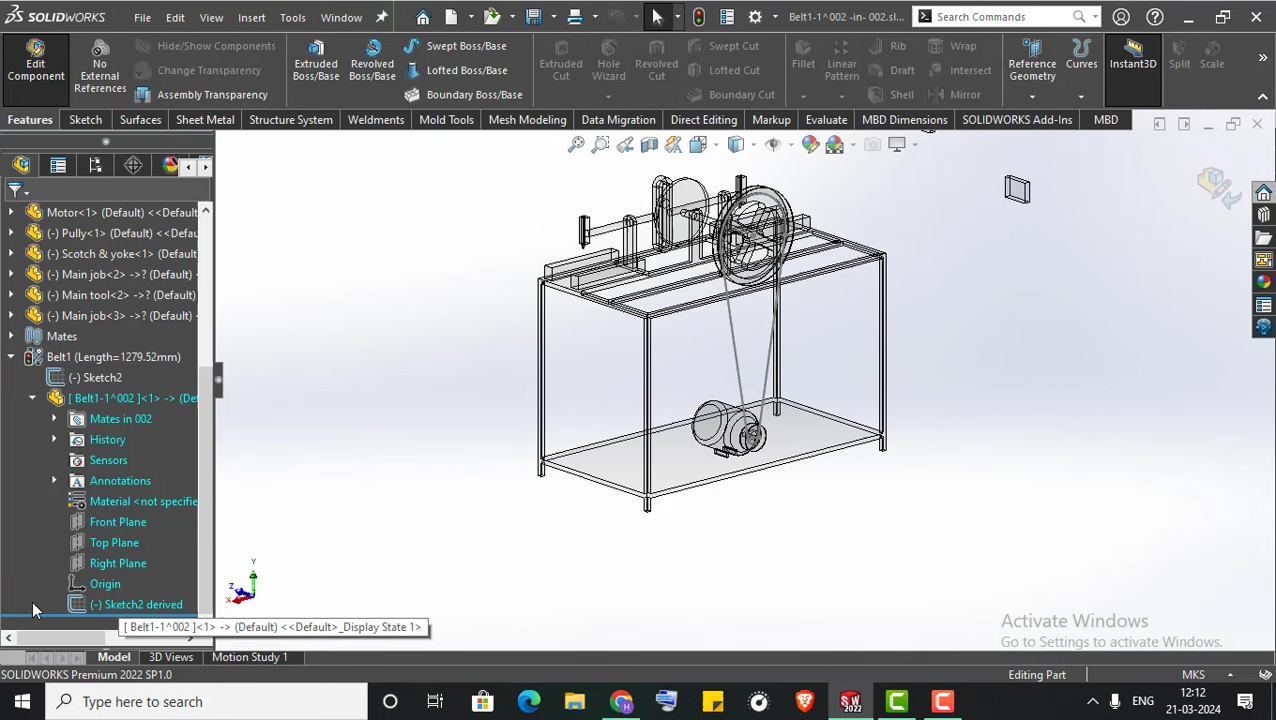 SOLIDWORKS File Edit View Insert Tools Window Belt1-1^002 -in- 002.sl... Search Commands
Edit Component
No External References
Hide/Show Components
Change Transparency
Assembly Transparency
Extruded Boss/Base
Revolved Boss/Base
Swept Boss/Base
Lofted Boss/Base
Boundary Boss/Base
Extruded Cut
Hole Wizard
Revolved Cut
Swept Cut
Lofted Cut
Boundary Cut
Fillet
Linear Pattern
Rib
Draft
Shell
Wrap
Intersect
Mirror
Reference Geometry
Curves
Instant3D
Split
Scale
Features Sketch Surfaces Sheet Metal Structure System Weldments Mold Tools Mesh Modeling Data Migration Direct Editing Markup Evaluate MBD Dimensions SOLIDWORKS Add-Ins MBD
Motor<1> (Default) <<Defaul
(-) Pully<1> (Default) <<Defau
(-) Scotch & yoke<1> (Default)
(-) Main job<2> ->? (Default)
(-) Main tool<2> ->? (Default)
(-) Main job<3> ->? (Default)
Mates
Belt1 (Length=1279.52mm)
(-) Sketch2
[ Belt1-1^002 ]<1> -> (De
Mates in 002
History
Sensors
Annotations
Material <not specifie
Front Plane
Top Plane
Right Plane
Origin
(-) Sketch2 derived
[ Belt1-1^002 ]<1> -> (Default) <<Default>_Display State 1>
Y
Z
X
Activate Windows
Go to Settings to activate Windows.
Model 3D Views Motion Study 1
SOLIDWORKS Premium 2022 SP1.0 Editing Part MKS
Type here to search
SW
2022
ENG
12:12
21-03-2024